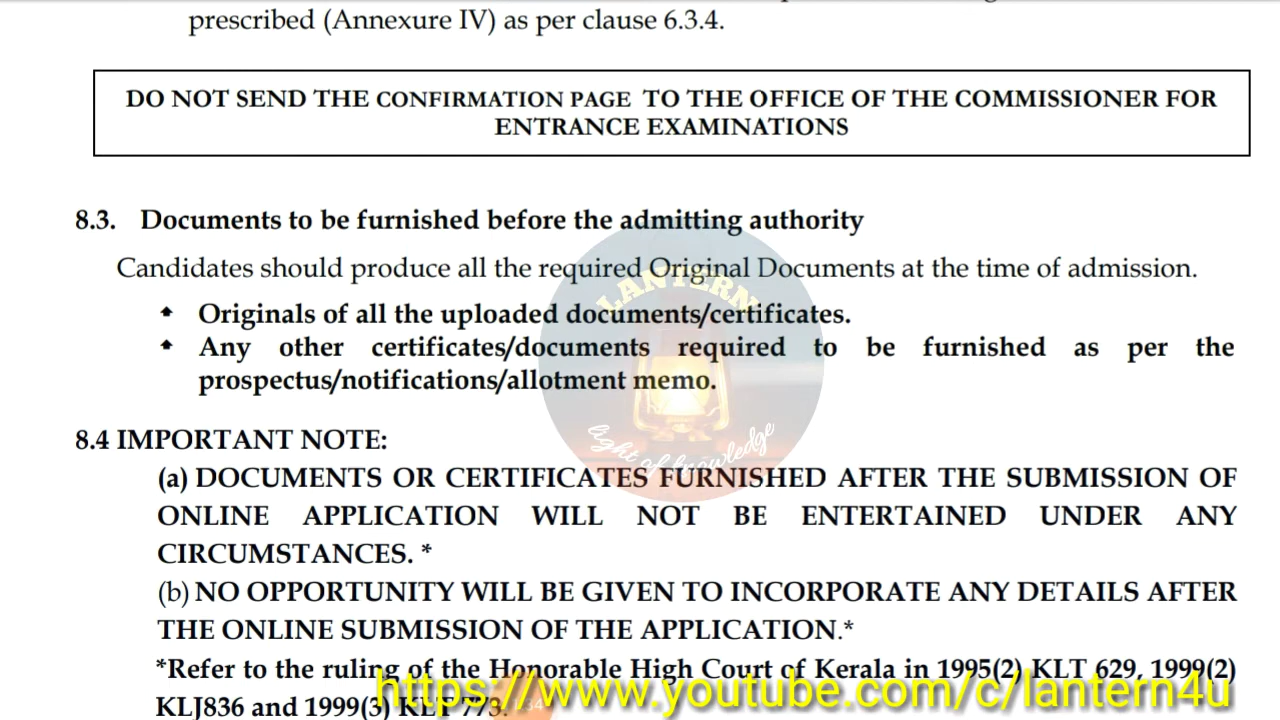 prescribed (Annexure IV) as per clause 6.3.4.
DO NOT SEND THE CONFIRMATION PAGE TO THE OFFICE OF THE COMMISSIONER FOR
ENTRANCE EXAMINATIONS
8.3. Documents to be furnished before the admitting authority
Candidates should produce all the required Original Documents at the time of admission.
Originals of all the uploaded documents/certificates.
Any other certificates/documents required to be furnished as per the
prospectus/notifications/allotment memo.
LANTERN
light of knowledge
8.4 IMPORTANT NOTE:
(a) DOCUMENTS OR CERTIFICATES FURNISHED AFTER THE SUBMISSION OF
ONLINE APPLICATION WILL NOT BE ENTERTAINED UNDER ANY
CIRCUMSTANCES. *
(b) NO OPPORTUNITY WILL BE GIVEN TO INCORPORATE ANY DETAILS AFTER
THE ONLINE SUBMISSION OF THE APPLICATION.*
*Refer to the ruling of the Honorable High Court of Kerala in 1995(2) KLT 629, 1999(2)
https://www.youtube.com/c/lantern4u
KLJ836 and 1999(3) KLT 773.